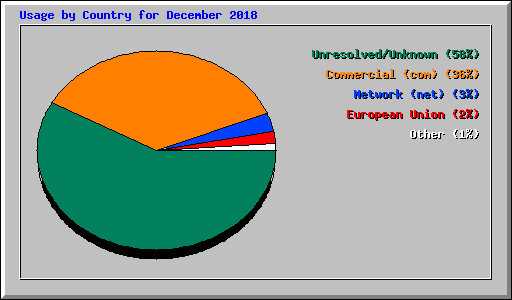 Usage by Country for December 2018
Unresolved/Unknown (58%)
Commercial (com) (36%)
Network (net) (3%)
European Union (2%)
Other (1%)